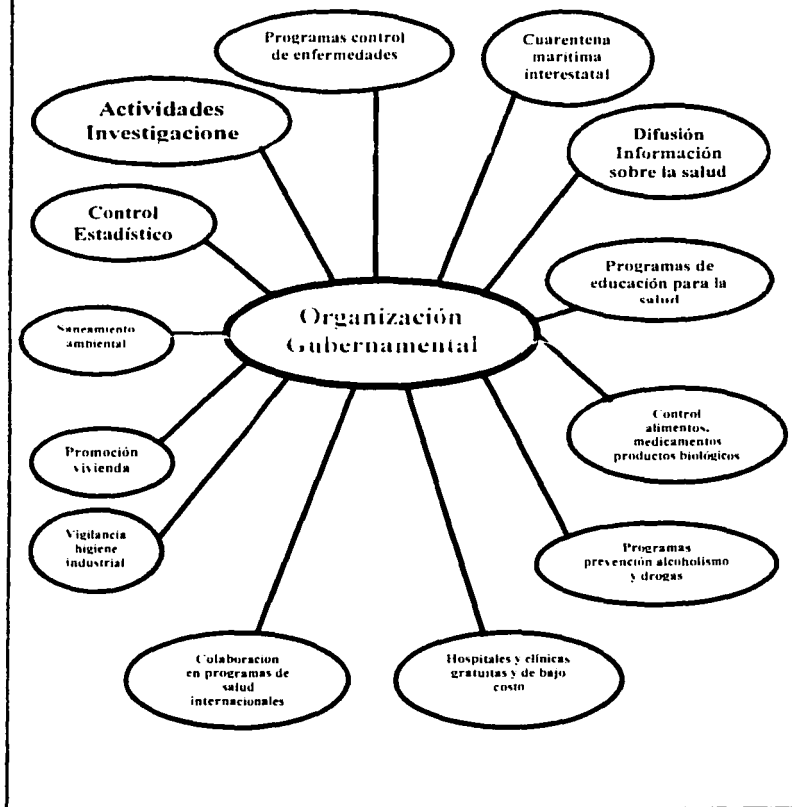 Programas control
de enfermedades
Cuarentena
marítima
interestatal
Actividades
Investigacione
Difusión
Información
sobre la salud
Control
Estadístico
Programas de
educación para la
salud
Organización
Gubernamental
Saneamiento
ambiental
Control
alimentos,
medicamentos
productos biológicos
Promoción
vivienda
Vigilancia
higiene
industrial
Programas
prevención alcoholismo
y drogas
Colaboracion
en programas de
salud
internacionales
Hospitales y clínicas
gratuitas y de bajo
costo